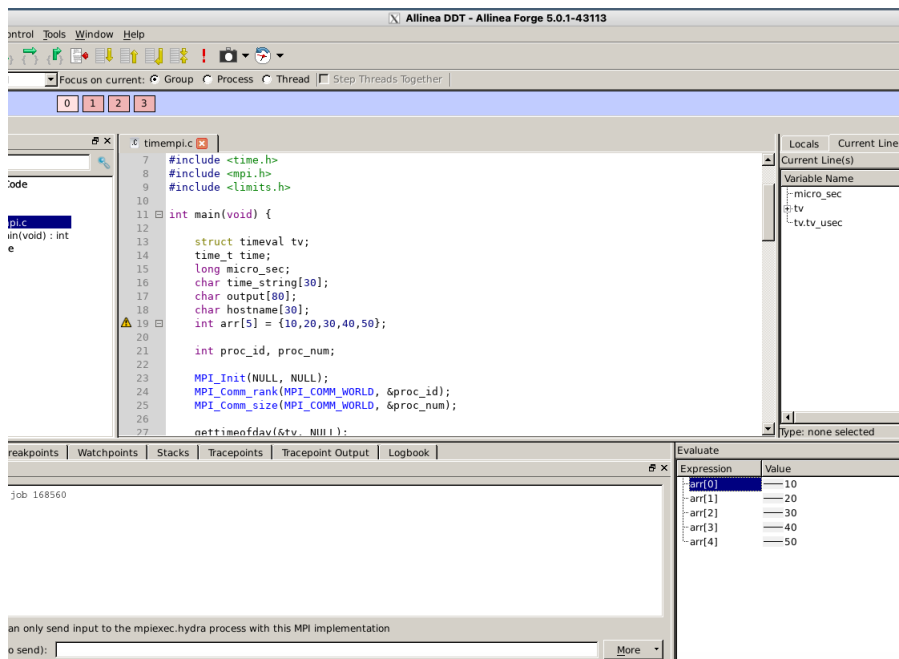 Allinea DDT - Allinea Forge 5.0.1-43113
ontrol Tools Window Help
Focus on current: Group Process Thread Step Threads Together
0 1 2 3
timempi.c
Locals Current Line
Current Line(s)
Variable Name
micro_sec
tv
tv.tv_usec
Type: none selected
Code
mpi.c
ain(void) : int
e
7 #include <time.h>
8 #include <mpi.h>
9 #include <limits.h>
10
11 int main(void) {
12
13 struct timeval tv;
14 time_t time;
15 long micro_sec;
16 char time_string[30];
17 char output[80];
18 char hostname[30];
19 int arr[5] = {10,20,30,40,50};
20
21 int proc_id, proc_num;
22
23 MPI_Init(NULL, NULL);
24 MPI_Comm_rank(MPI_COMM_WORLD, &proc_id);
25 MPI_Comm_size(MPI_COMM_WORLD, &proc_num);
26
27 gettimeofday(&tv, NULL);
reakpoints Watchpoints Stacks Tracepoints Tracepoint Output Logbook
job 168560
an only send input to the mpiexec.hydra process with this MPI implementation
o send):
More
Evaluate
Expression Value
arr[0] 10
arr[1] 20
arr[2] 30
arr[3] 40
arr[4] 50